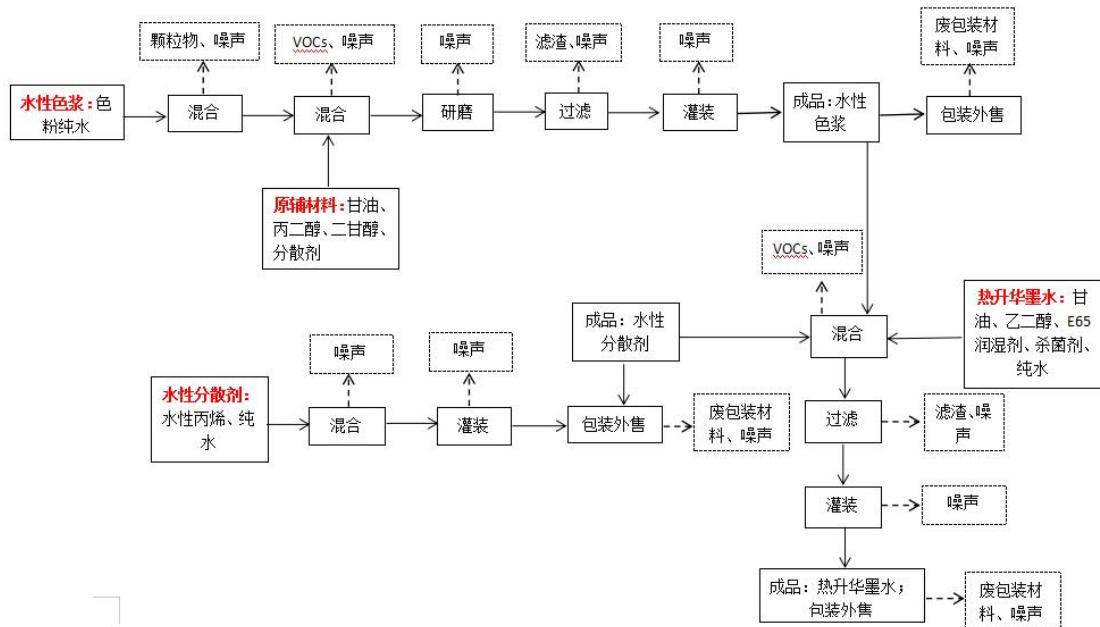 颗粒物、噪声
VOCs、噪声
噪声
滤渣、噪声
噪声
废包装材
料、噪声
水性色浆：色
粉纯水
混合
混合
研磨
过滤
灌装
成品：水性
色浆
包装外售
原辅材料：甘油、
丙二醇、二甘醇、
分散剂
VOCs、噪声
热升华墨水：甘
油、乙二醇、E65
润湿剂、杀菌剂、
纯水
成品：水性
分散剂
混合
噪声
噪声
水性分散剂：
水性丙烯、纯
水
混合
灌装
包装外售
废包装材
料、噪声
过滤
滤渣、噪
声
灌装
噪声
成品：热升华墨水；
包装外售
废包装材
料、噪声